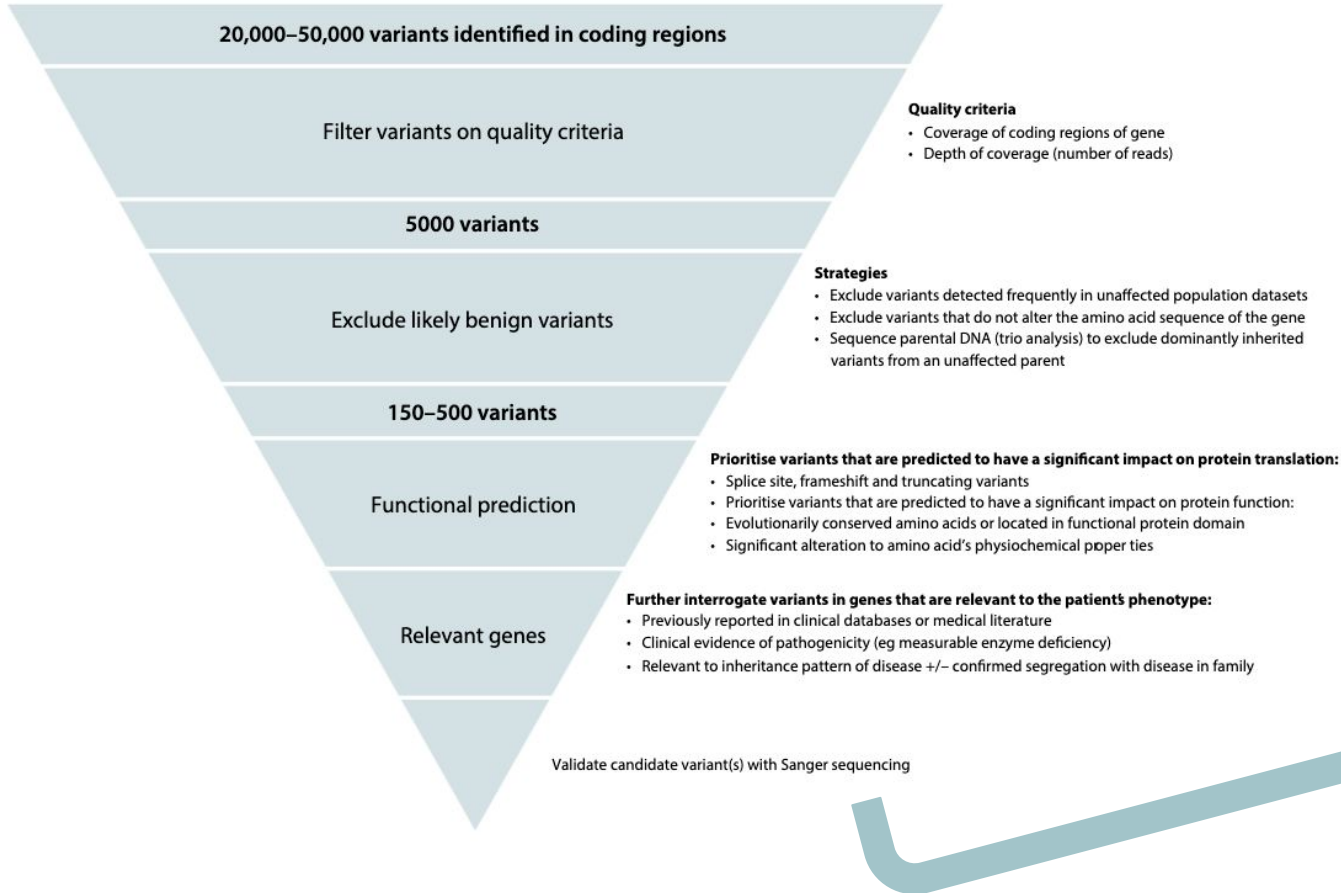 20,000–50,000 variants identified in coding regions
Filter variants on quality criteria
Quality criteria
• Coverage of coding regions of gene
• Depth of coverage (number of reads)
5000 variants
Exclude likely benign variants
Strategies
• Exclude variants detected frequently in unaffected population datasets
• Exclude variants that do not alter the amino acid sequence of the gene
• Sequence parental DNA (trio analysis) to exclude dominantly inherited
variants from an unaffected parent
150–500 variants
Functional prediction
Prioritise variants that are predicted to have a significant impact on protein translation:
• Splice site, frameshift and truncating variants
• Prioritise variants that are predicted to have a significant impact on protein function:
• Evolutionarily conserved amino acids or located in functional protein domain
• Significant alteration to amino acid's physiochemical proper ties
Relevant genes
Further interrogate variants in genes that are relevant to the patient's phenotype:
• Previously reported in clinical databases or medical literature
• Clinical evidence of pathogenicity (eg measurable enzyme deficiency)
• Relevant to inheritance pattern of disease +/– confirmed segregation with disease in family
Validate candidate variant(s) with Sanger sequencing